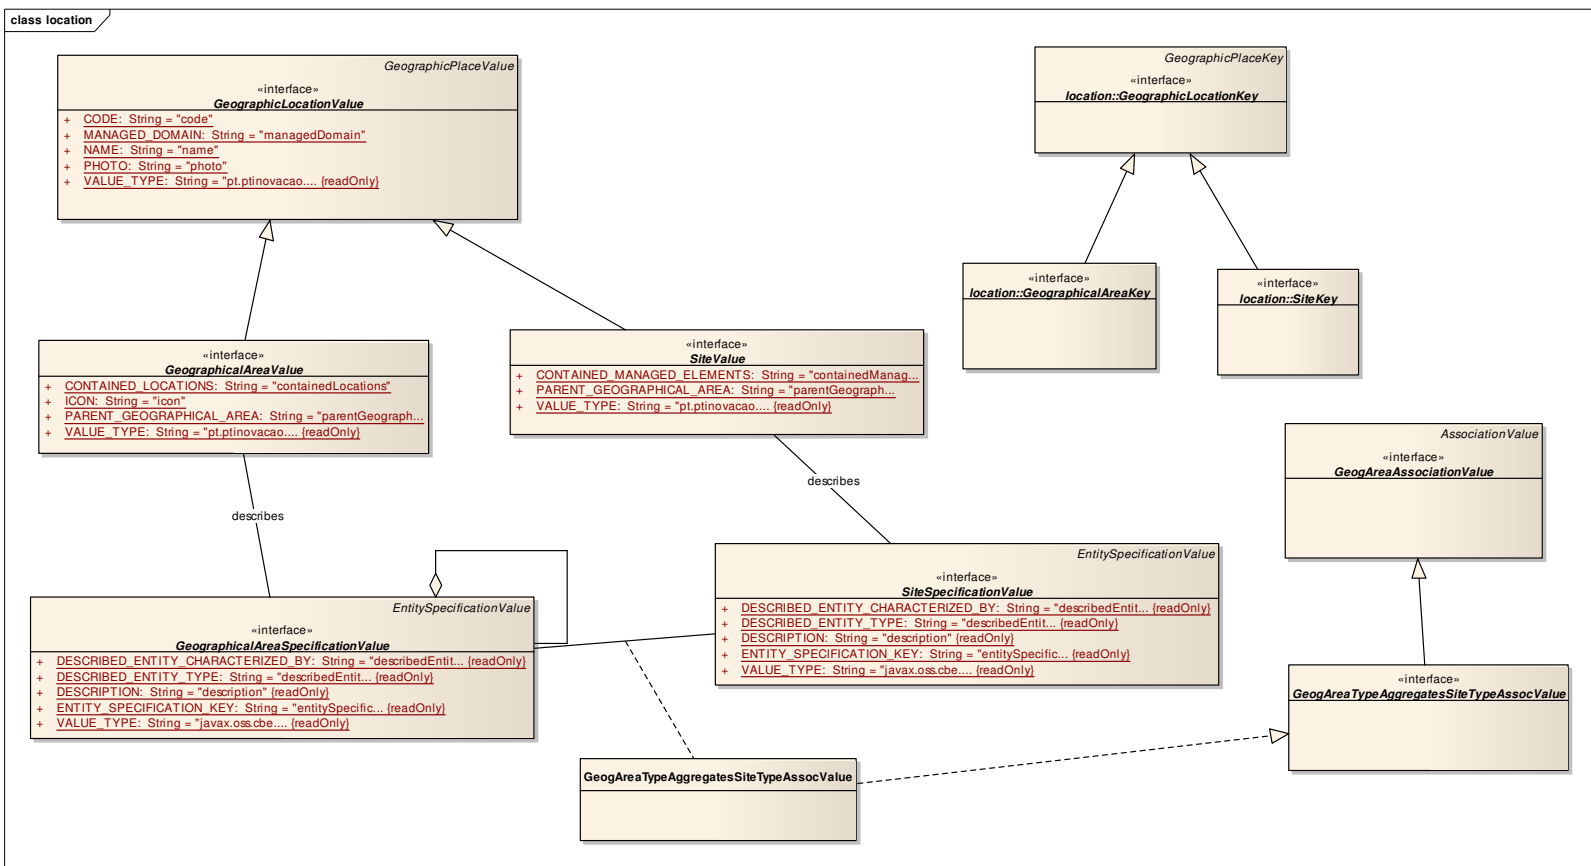 class location
GeographicPlaceValue
«interface»
GeographicLocationValue
+ CODE: String = "code"
+ MANAGED_DOMAIN: String = "managedDomain"
+ NAME: String = "name"
+ PHOTO: String = "photo"
+ VALUE_TYPE: String = "pt.ptinovacao.... {readOnly}
GeographicPlaceKey
«interface»
location::GeographicLocationKey
«interface»
location::GeographicalAreaKey
«interface»
location::SiteKey
«interface»
GeographicalAreaValue
+ CONTAINED_LOCATIONS: String = "containedLocations"
+ ICON: String = "icon"
+ PARENT_GEOGRAPHICAL_AREA: String = "parentGeograph...
+ VALUE_TYPE: String = "pt.ptinovacao.... {readOnly}
«interface»
SiteValue
+ CONTAINED_MANAGED_ELEMENTS: String = "containedManag...
+ PARENT_GEOGRAPHICAL_AREA: String = "parentGeograph...
+ VALUE_TYPE: String = "pt.ptinovacao.... {readOnly}
AssociationValue
«interface»
GeogAreaAssociationValue
describes
describes
EntitySpecificationValue
«interface»
GeographicalAreaSpecificationValue
+ DESCRIBED_ENTITY_CHARACTERIZED_BY: String = "describedEntit... {readOnly}
+ DESCRIBED_ENTITY_TYPE: String = "describedEntit... {readOnly}
+ DESCRIPTION: String = "description" {readOnly}
+ ENTITY_SPECIFICATION_KEY: String = "entitySpecific... {readOnly}
+ VALUE_TYPE: String = "javax.oss.cbe.... {readOnly}
EntitySpecificationValue
«interface»
SiteSpecificationValue
+ DESCRIBED_ENTITY_CHARACTERIZED_BY: String = "describedEntit... {readOnly}
+ DESCRIBED_ENTITY_TYPE: String = "describedEntit... {readOnly}
+ DESCRIPTION: String = "description" {readOnly}
+ ENTITY_SPECIFICATION_KEY: String = "entitySpecific... {readOnly}
+ VALUE_TYPE: String = "javax.oss.cbe.... {readOnly}
«interface»
GeogAreaTypeAggregatesSiteTypeAssocValue
GeogAreaTypeAggregatesSiteTypeAssocValue